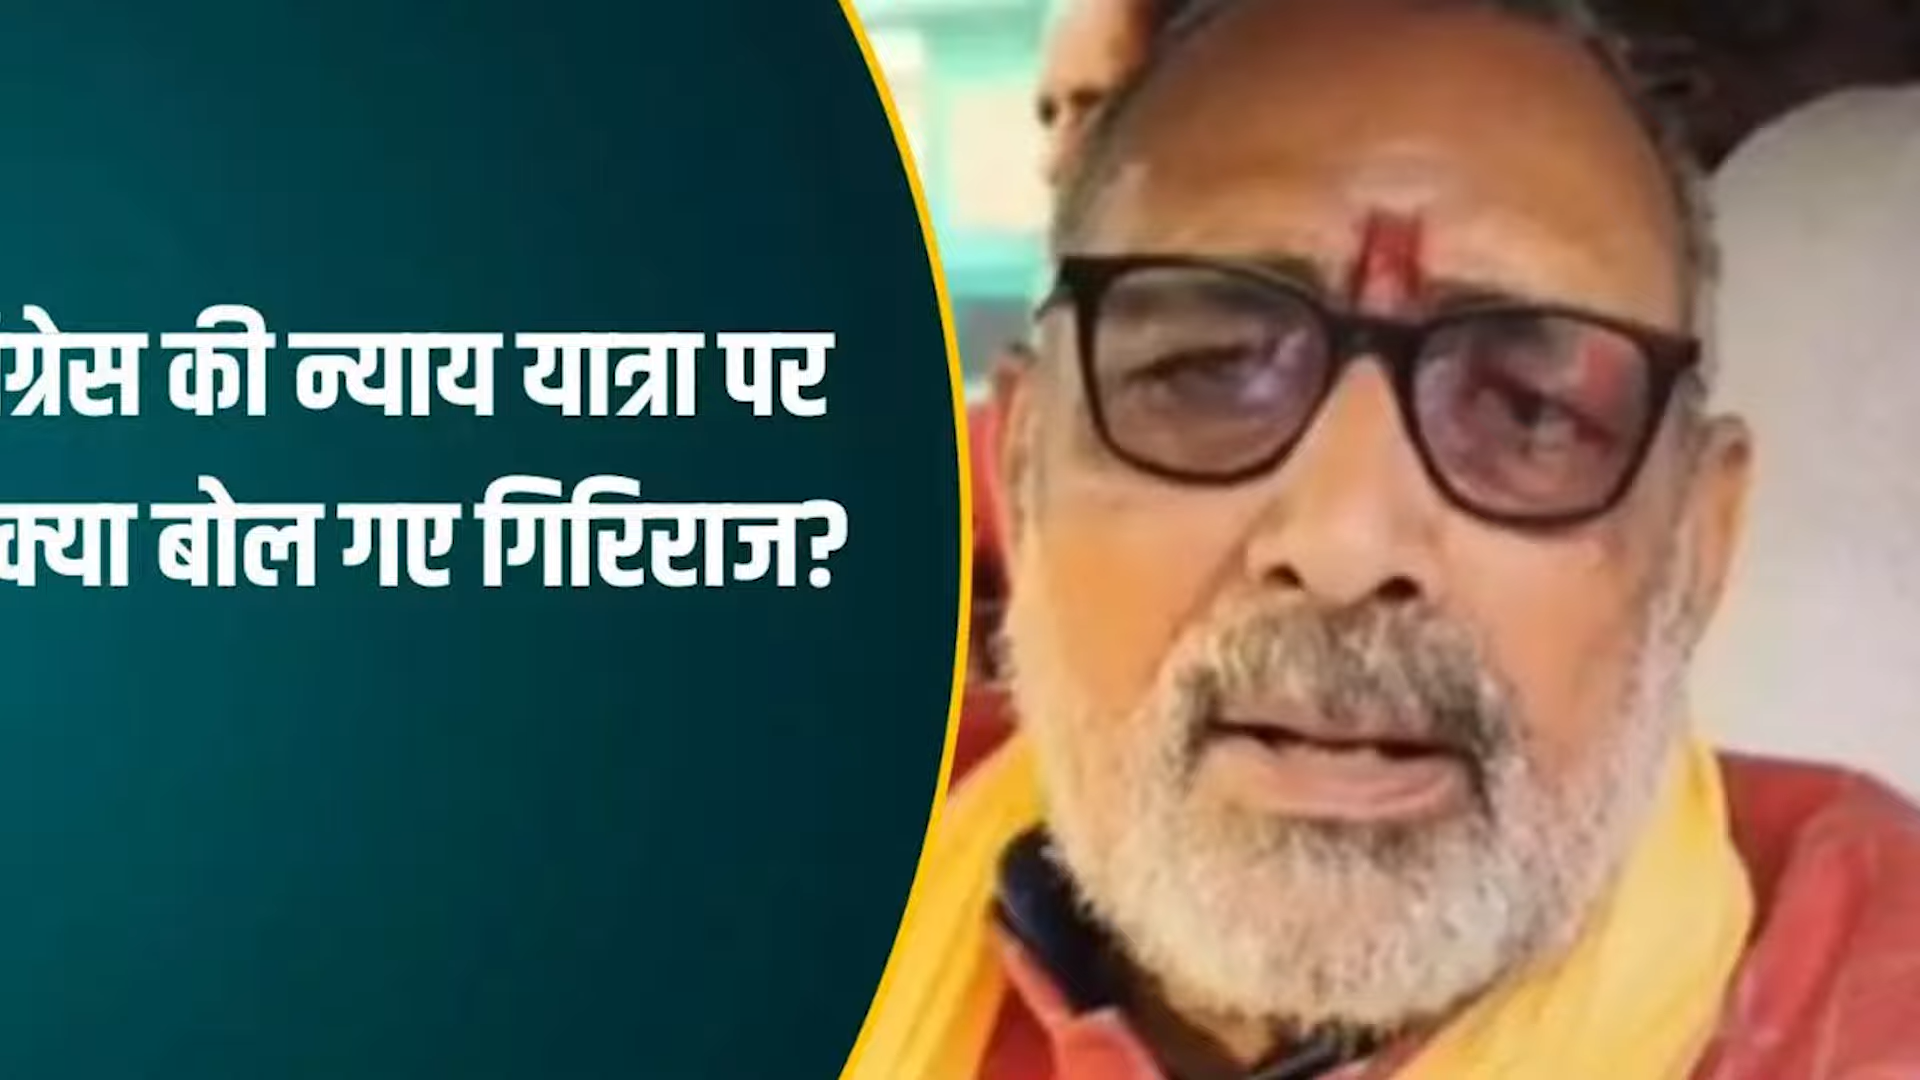 की न्याय यात्रा पर
क्या बोल गए गिरिराज?